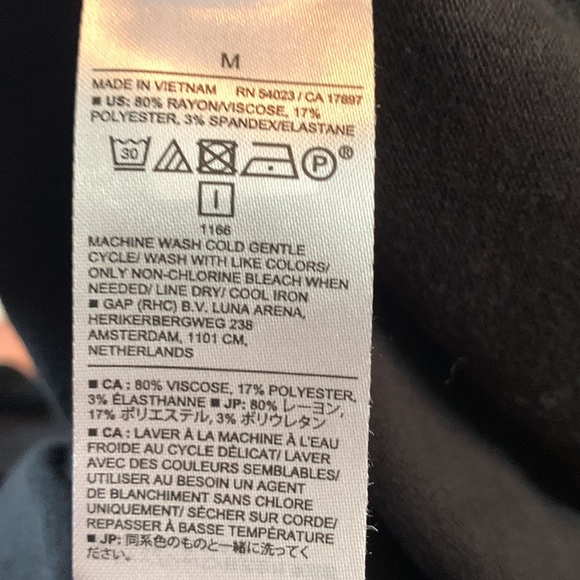 M
MADE IN VIETNAM RN 54023 / CA 17897
■ US: 80% RAYON/VISCOSE, 17%
POLYESTER, 3% SPANDEX/ELASTANE
30 P®
1166
MACHINE WASH COLD GENTLE
CYCLE/ WASH WITH LIKE COLORS/
ONLY NON-CHLORINE BLEACH WHEN
NEEDED/ LINE DRY/ COOL IRON
■ GAP (RHC) B.V. LUNA ARENA,
HERIKERBERGWEG 238
AMSTERDAM, 1101 CM,
NETHERLANDS
■ CA : 80% VISCOSE, 17% POLYESTER,
3% ÉLASTHANNE ■ JP: 80% レーヨン,
17% ポリエステル, 3% ポリウレタン
■ CA : LAVER À LA MACHINE À L'EAU
FROIDE AU CYCLE DÉLICAT/ LAVER
AVEC DES COULEURS SEMBLABLES/
UTILISER AU BESOIN UN AGENT
DE BLANCHIMENT SANS CHLORE
UNIQUEMENT/ SÉCHER SUR CORDE/
REPASSER À BASSE TEMPÉRATURE
■ JP: 同系色のものと一緒に洗ってく
ださい。